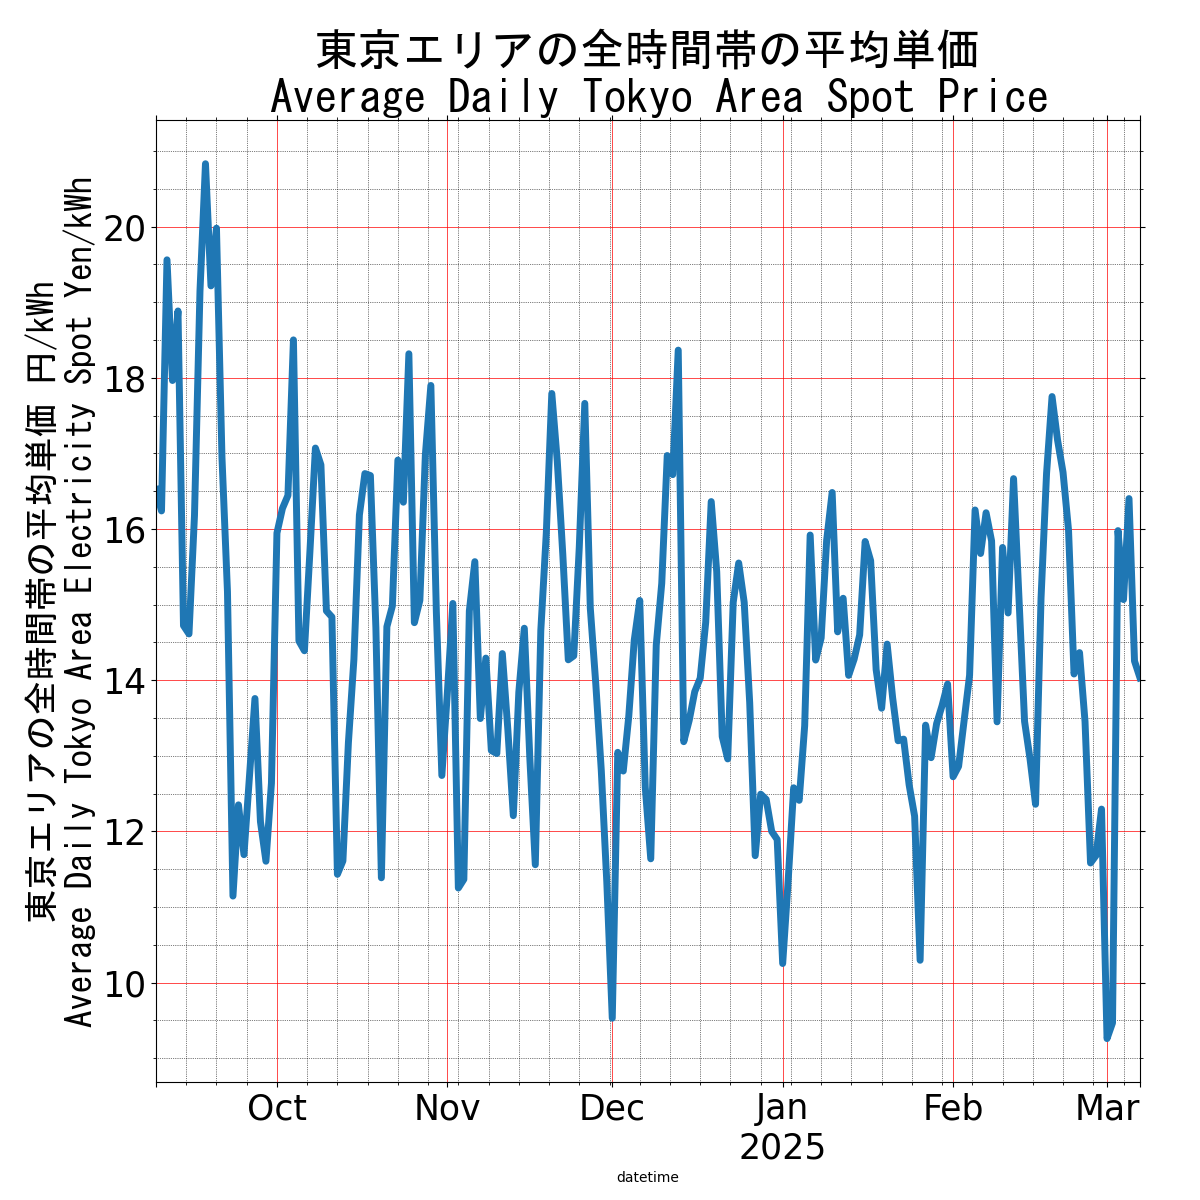 東京エリアの全時間帯の平均単価
Average Daily Tokyo Area Spot Price
東京エリアの全時間帯の平均単価 円/kWh
Average Daily Tokyo Area Electricity Spot Yen/kWh
20
18
16
14
12
10
Oct
Nov
Dec
Jan
2025
Feb
Mar
datetime